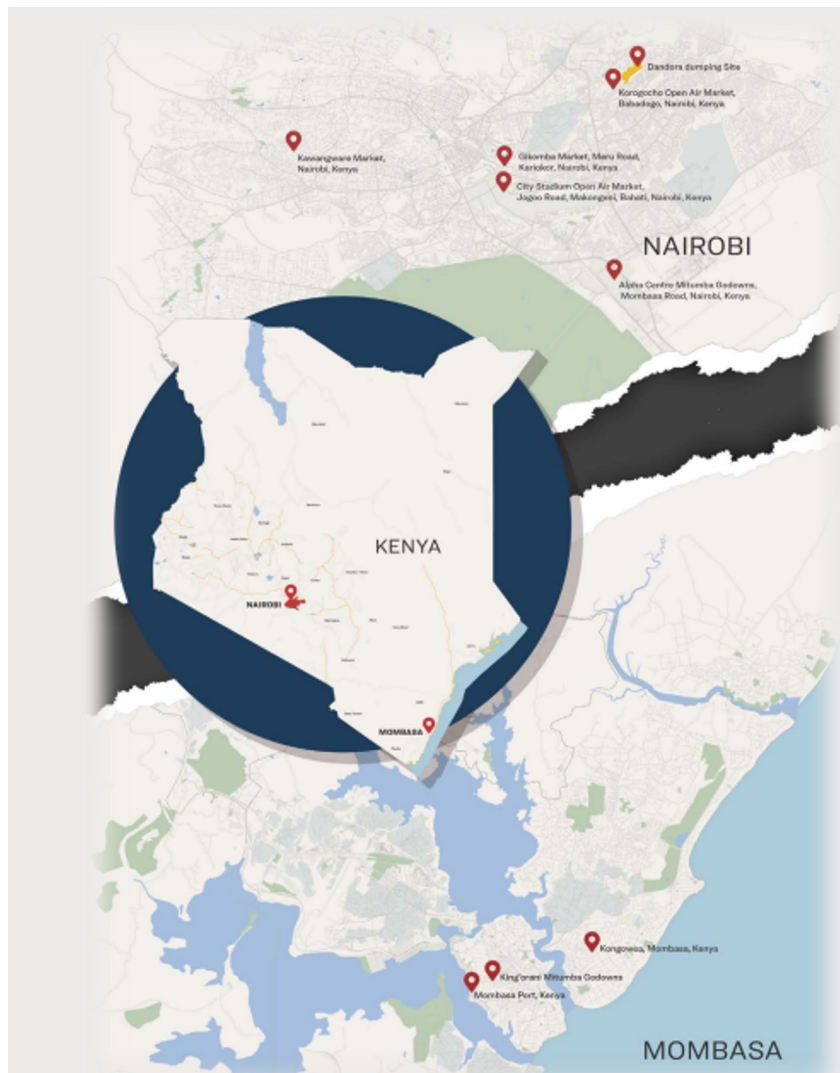 Dandora dumping Site
Korogocho Open Air Market,
Babadogo, Nairobi, Kenya
Kawangware Market,
Nairobi, Kenya
Gikomba Market, Meru Road,
Kariokor, Nairobi, Kenya
City Stadium Open Air Market,
Jogoo Road, Makongeni, Bahati, Nairobi, Kenya
NAIROBI
Alpha Centre Mitumba Godowns,
Mombasa Road, Nairobi, Kenya
KENYA
NAIROBI
MOMBASA
Kongowea, Mombasa, Kenya
King'orani Mitumba Godowns
Mombasa Port, Kenya
MOMBASA